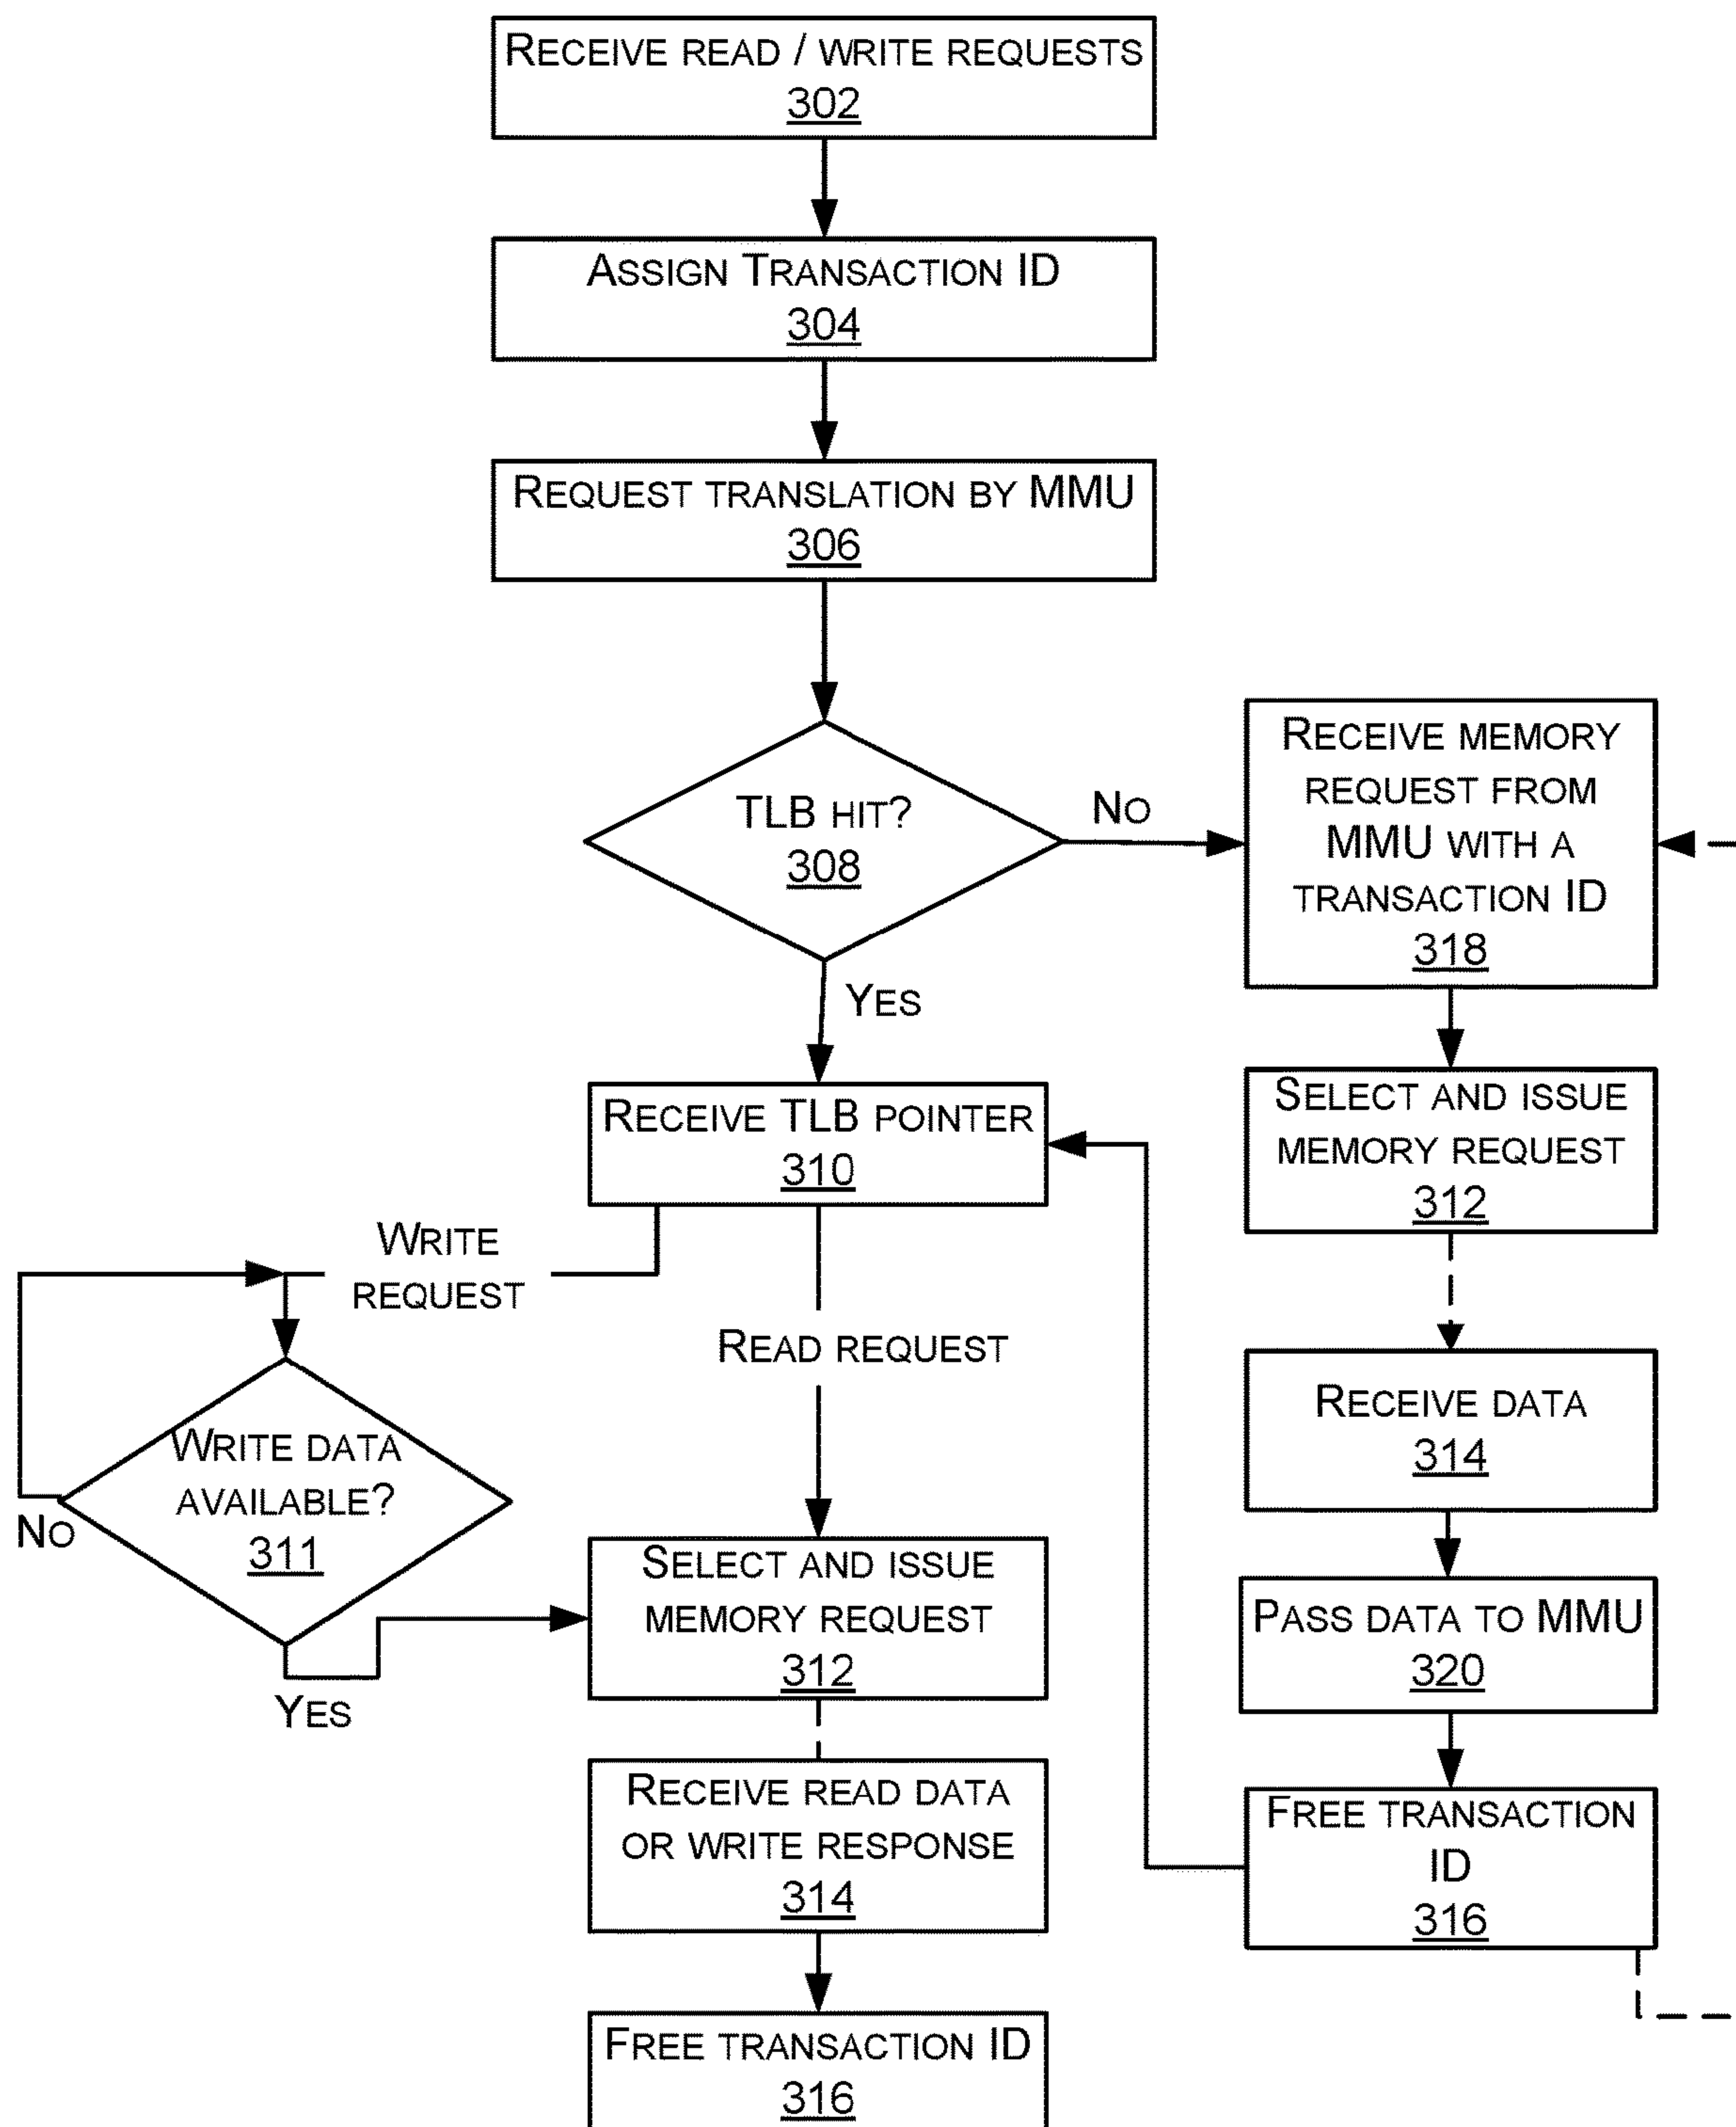 RECEIVE READ / WRITE REQUESTS
302
ASSIGN TRANSACTION ID
304
REQUEST TRANSLATION BY MMU
306
TLB HIT?
308
NO
YES
RECEIVE MEMORY
REQUEST FROM
MMU WITH A
TRANSACTION ID
318
RECEIVE TLB POINTER
310
SELECT AND ISSUE
MEMORY REQUEST
312
WRITE
REQUEST
READ REQUEST
WRITE DATA
AVAILABLE?
311
NO
YES
RECEIVE DATA
314
SELECT AND ISSUE
MEMORY REQUEST
312
PASS DATA TO MMU
320
RECEIVE READ DATA
OR WRITE RESPONSE
314
FREE TRANSACTION
ID
316
FREE TRANSACTION ID
316